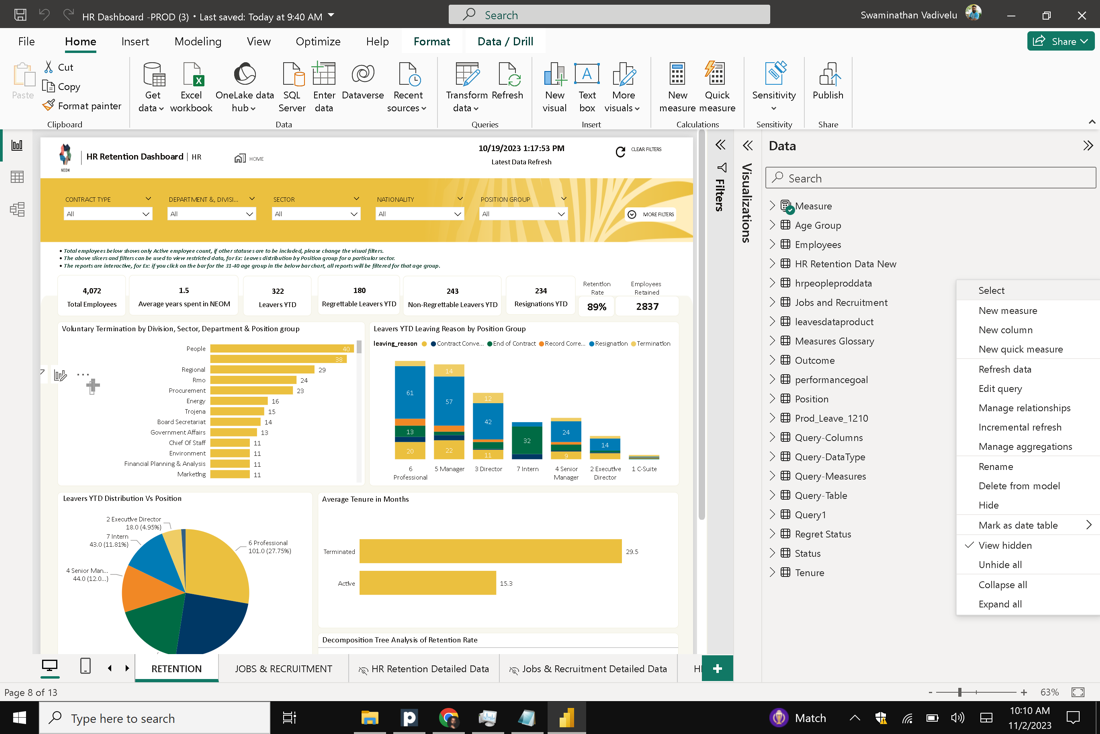 HR Dashboard -PROD (3) • Last saved: Today at 9:40 AM
Search
Swaminathan Vadivelu
File
Home
Insert
Modeling
View
Optimize
Help
Format
Data / Drill
Share
Paste
Cut
Copy
Format painter
Get data
Excel workbook
OneLake data hub
SQL Server
Enter data
Dataverse
Recent sources
Transform data
Refresh
New visual
Text box
More visuals
New measure
Quick measure
Sensitivity
Publish
Clipboard
Data
Queries
Insert
Calculations
Sensitivity
Share
NEOM
HR Retention Dashboard | HR
HOME
10/19/2023 1:17:53 PM
Latest Data Refresh
CLEAR FILTERS
CONTRACT TYPE
DEPARTMENT &, DIVISI...
SECTOR
NATIONALITY
POSITION GROUP
All
All
All
All
All
MORE FILTERS
• Total employees below shows only Active employee count, if other statuses are to be included, please change the visual filters.
• The above slicers and filters can be used to view restricted data, for Ex: Leaves distribution by Position group for a particular sector.
• The reports are interactive, for Ex: if you click on the bar for the 31-40 age group in the below bar chart, all reports will be filtered for that age group.
4,072
Total Employees
1.5
Average years spent in NEOM
322
Leavers YTD
180
Regrettable Leavers YTD
243
Non-Regrettable Leavers YTD
234
Resignations YTD
Retention Rate
89%
Employees Retained
2837
Voluntary Termination by Division, Sector, Department & Position group
People 40
38
Regional 29
Rmo 24
Procurement 23
Energy 16
Trojena 15
Board Secretariat 14
Government Affairs 13
Chief Of Staff 11
Environment 11
Financial Planning & Analysis 11
Marketing 11
Leavers YTD Leaving Reason by Position Group
leaving_reason
Contract Conve...
End of Contract
Record Corre...
Resignation
Termination
61
13
20
14
57
22
12
42
11
32
24
9
14
6 Professional
5 Manager
3 Director
7 Intern
4 Senior Manager
2 Executive Director
1 C-Suite
Leavers YTD Distribution Vs Position
2 Executive Director
18.0 (4.95%)
7 Intern
43.0 (11.81%)
4 Senior Man...
44.0 (12.0...)
6 Professional
101.0 (27.75%)
Average Tenure in Months
Terminated 29.5
Active 15.3
Decomposition Tree Analysis of Retention Rate
Filters
Visualizations
Data
Search
Measure
Age Group
Employees
HR Retention Data New
hrpeopleproddata
Jobs and Recruitment
leavesdataproduct
Measures Glossary
Outcome
performancegoal
Position
Prod_Leave_1210
Query-Columns
Query-DataType
Query-Measures
Query-Table
Query1
Regret Status
Status
Tenure
Select
New measure
New column
New quick measure
Refresh data
Edit query
Manage relationships
Incremental refresh
Manage aggregations
Rename
Delete from model
Hide
Mark as date table
View hidden
Unhide all
Collapse all
Expand all
RETENTION
JOBS & RECRUITMENT
HR Retention Detailed Data
Jobs & Recruitment Detailed Data
Page 8 of 13
63%
Type here to search
Match
10:10 AM
11/2/2023